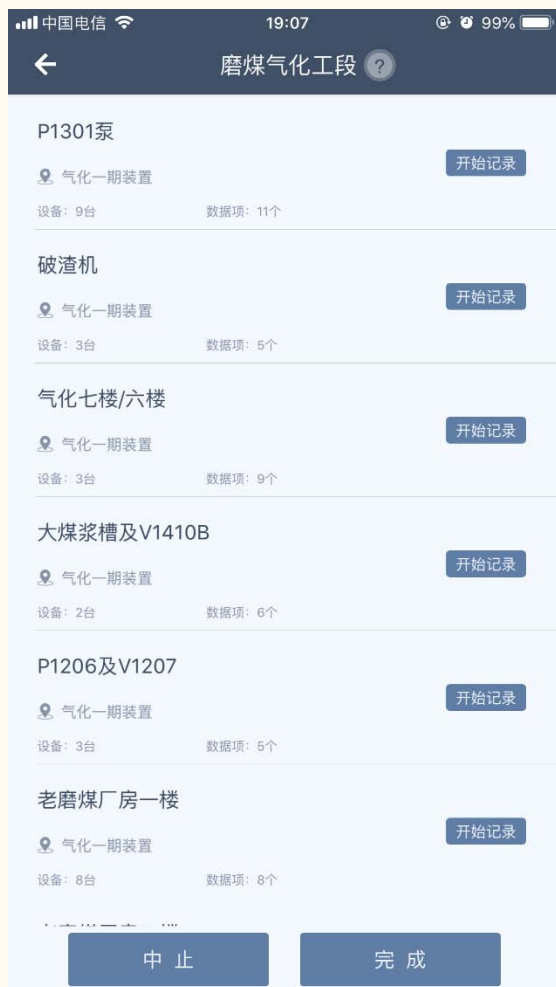 中国电信 19:07 99%
磨煤气化工段 ?
P1301泵
开始记录
气化一期装置
设备：9台 数据项：11个
破渣机
开始记录
气化一期装置
设备：3台 数据项：5个
气化七楼/六楼
开始记录
气化一期装置
设备：3台 数据项：9个
大煤浆槽及V1410B
开始记录
气化一期装置
设备：2台 数据项：6个
P1206及V1207
开始记录
气化一期装置
设备：3台 数据项：5个
老磨煤厂房一楼
开始记录
气化一期装置
设备：8台 数据项：8个
中止 完成